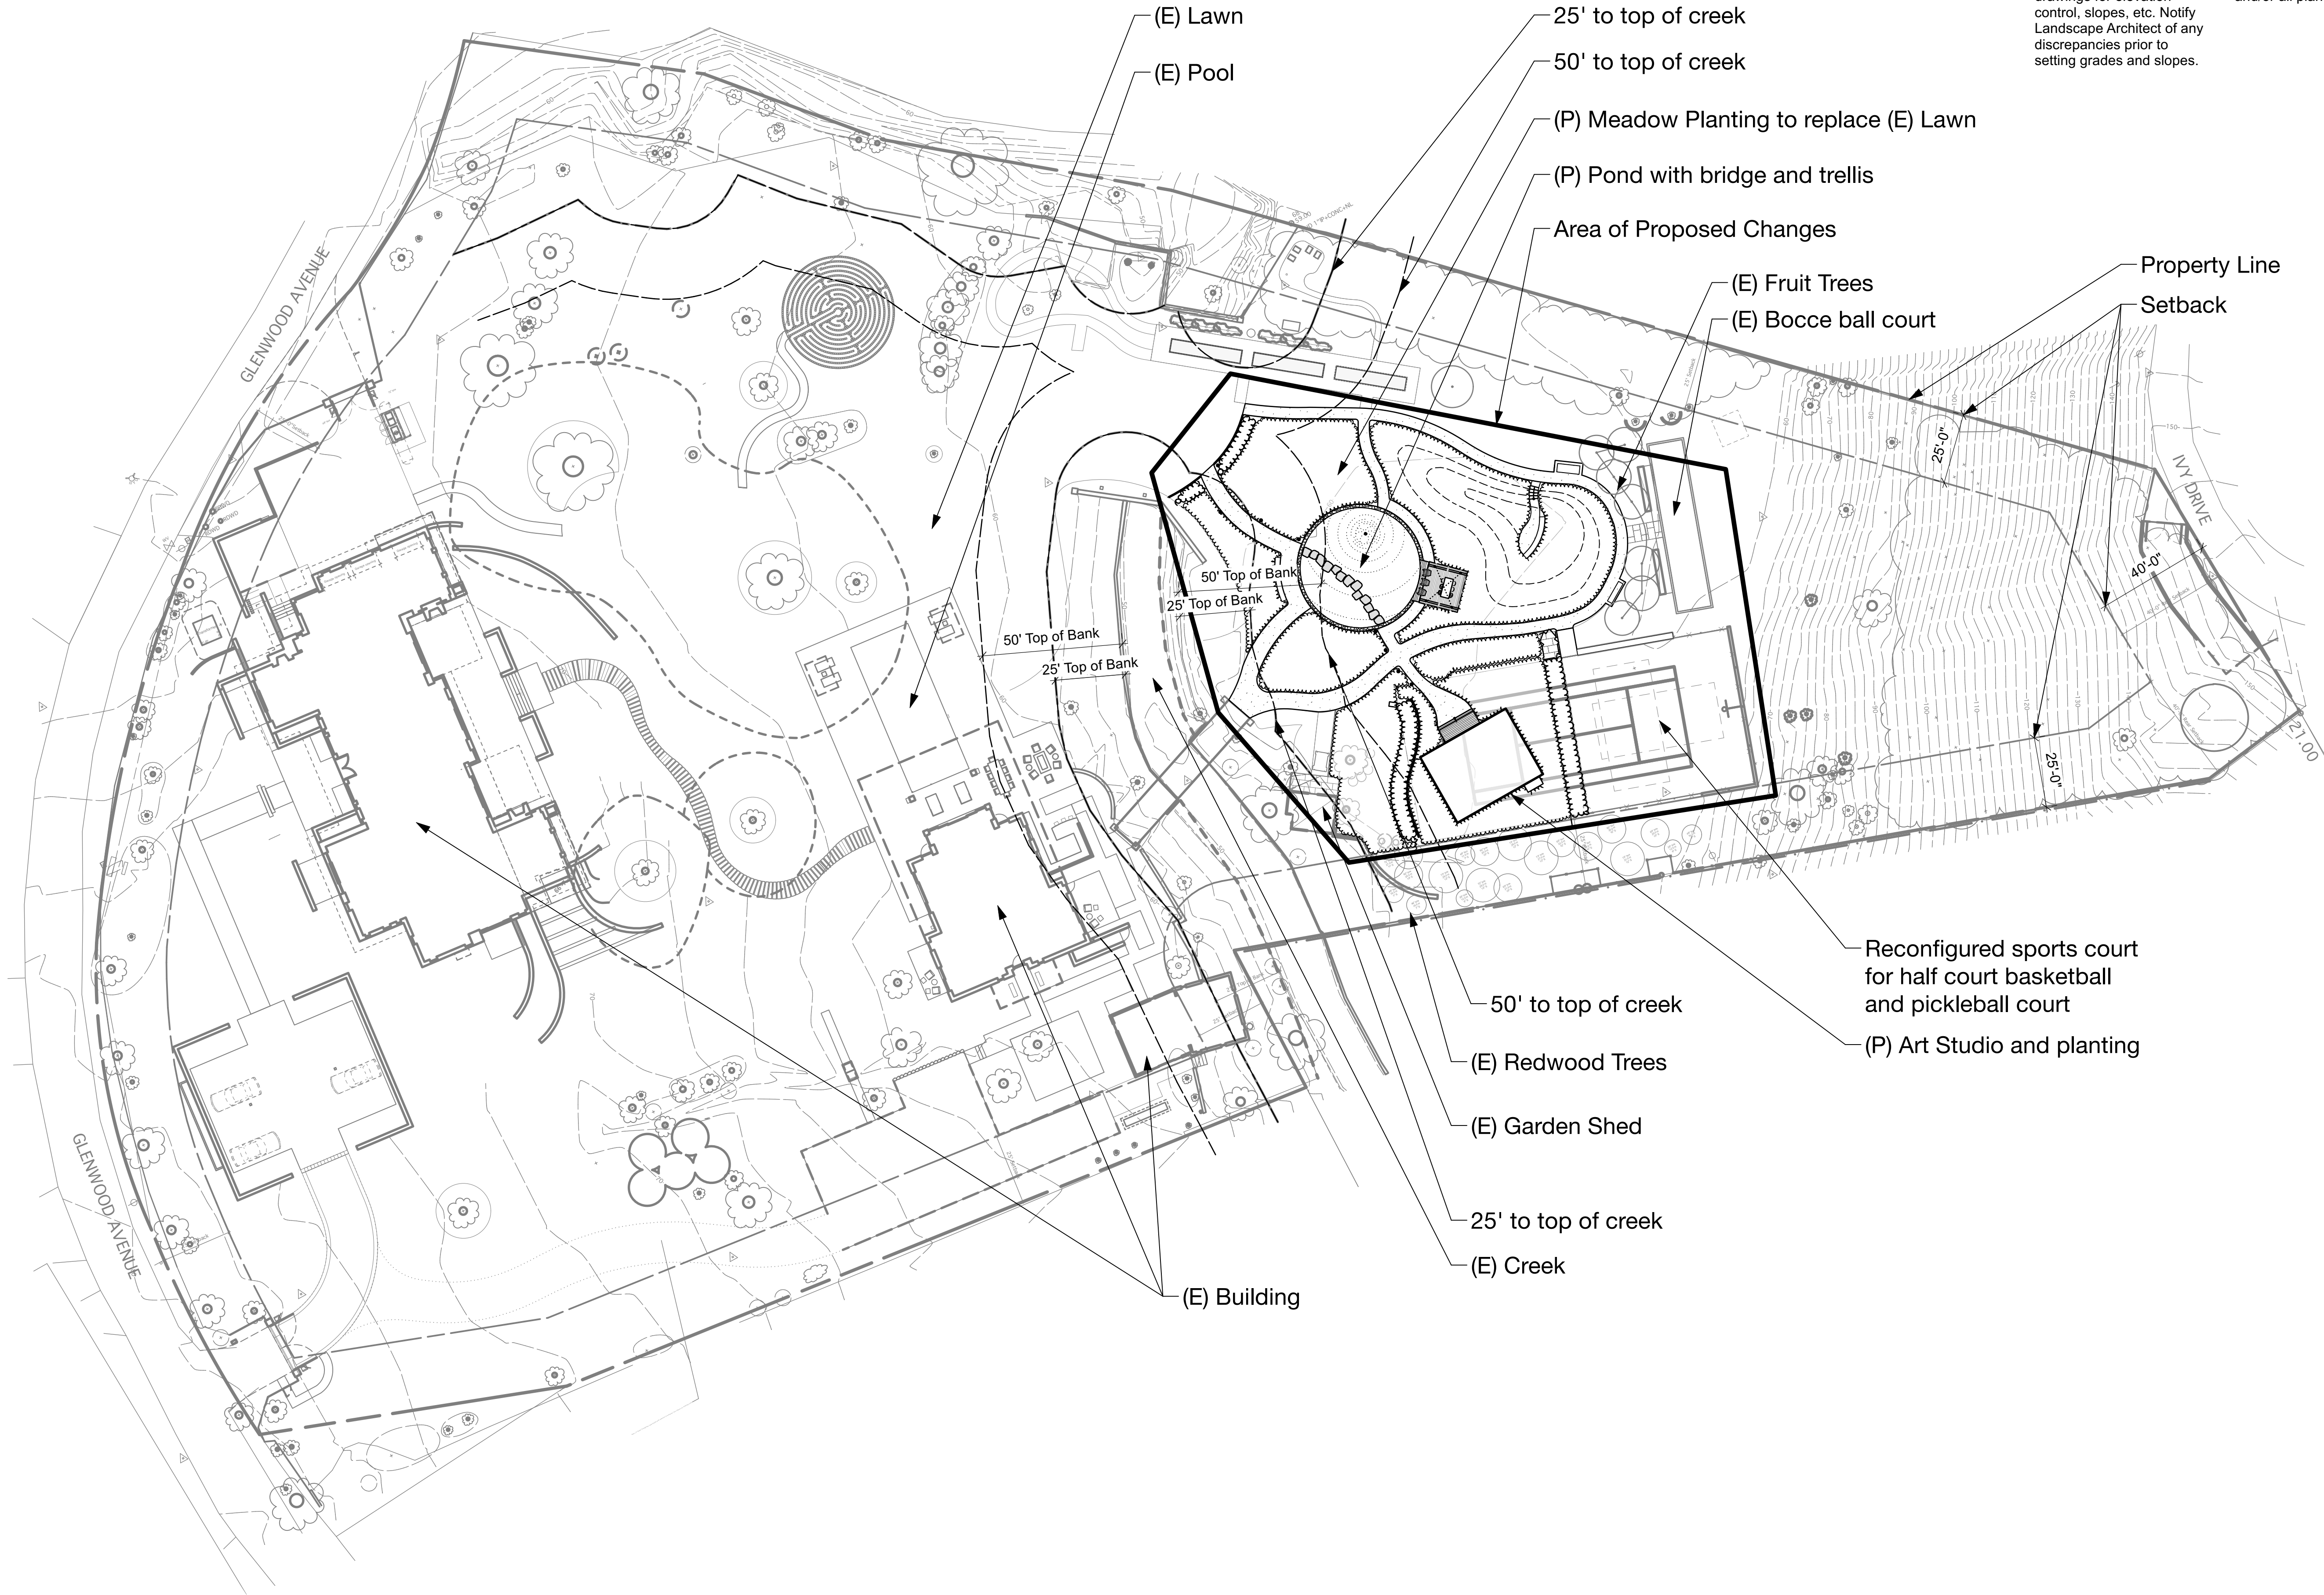 drawings for elevation
control, slopes, etc. Notify
Landscape Architect of any
discrepancies prior to
setting grades and slopes.
(E) Lawn
(E) Pool
25' to top of creek
50' to top of creek
(P) Meadow Planting to replace (E) Lawn
(P) Pond with bridge and trellis
Area of Proposed Changes
(E) Fruit Trees
(E) Bocce ball court
Property Line
Setback
GLENWOOD AVENUE
IVY DRIVE
25'-0"
40'-0"
25'-0"
21.00
50' Top of Bank
25' Top of Bank
50' Top of Bank
25' Top of Bank
Reconfigured sports court
for half court basketball
and pickleball court
(P) Art Studio and planting
50' to top of creek
(E) Redwood Trees
(E) Garden Shed
25' to top of creek
(E) Creek
(E) Building
GLENWOOD AVENUE